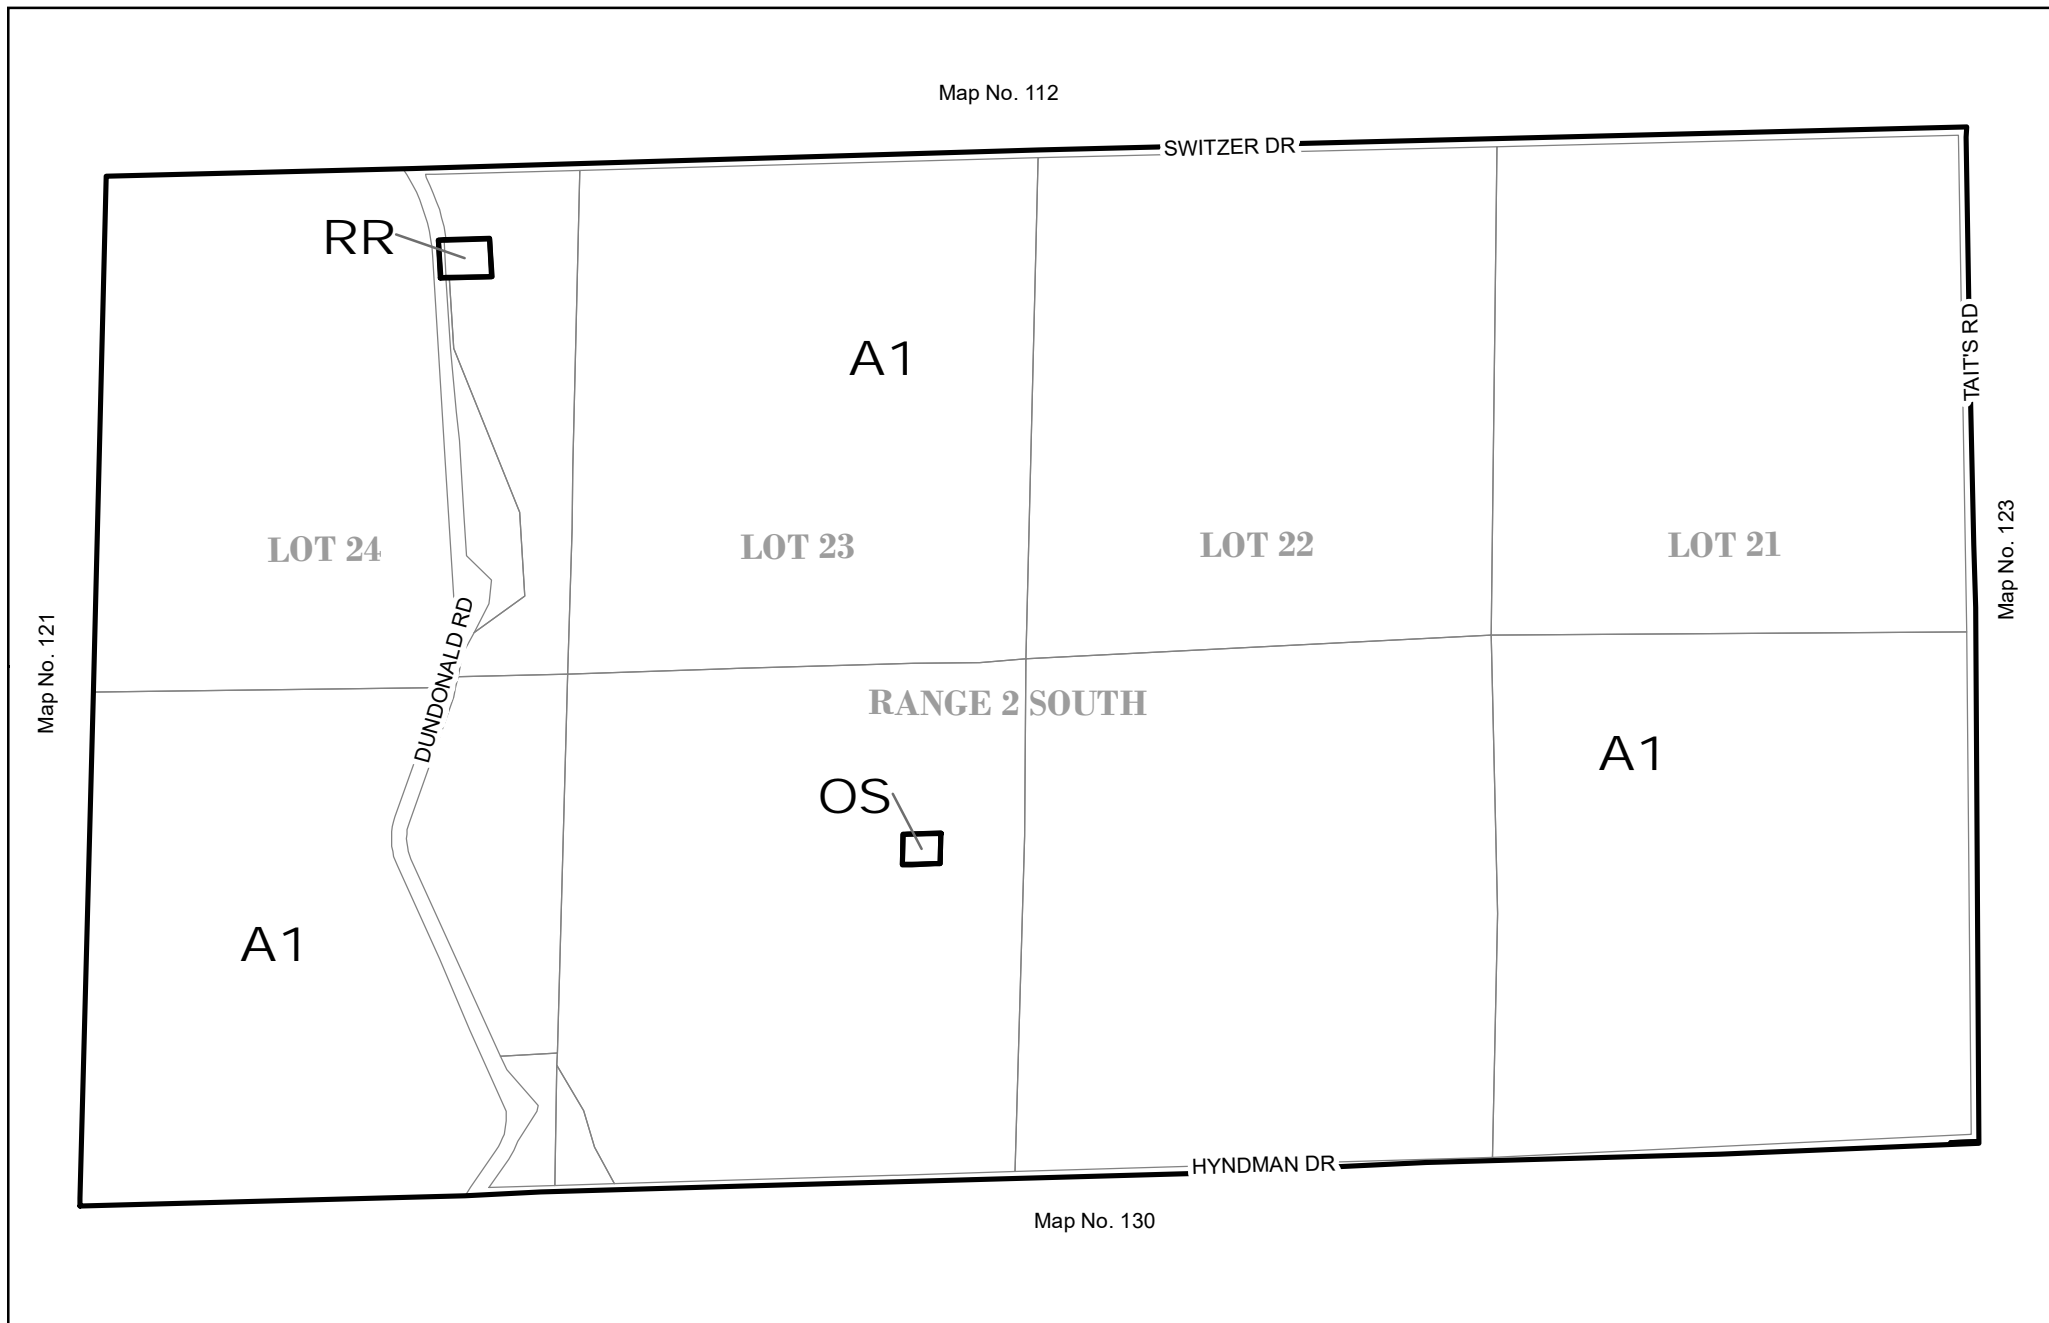 Map No. 112
SWITZER DR
RR
TAIT'S RD
A1
LOT 24
LOT 23
LOT 22
LOT 21
Map No. 123
Map No. 121
DUNDONALD RD
RANGE 2 SOUTH
A1
OS
A1
HYNDMAN DR
Map No. 130